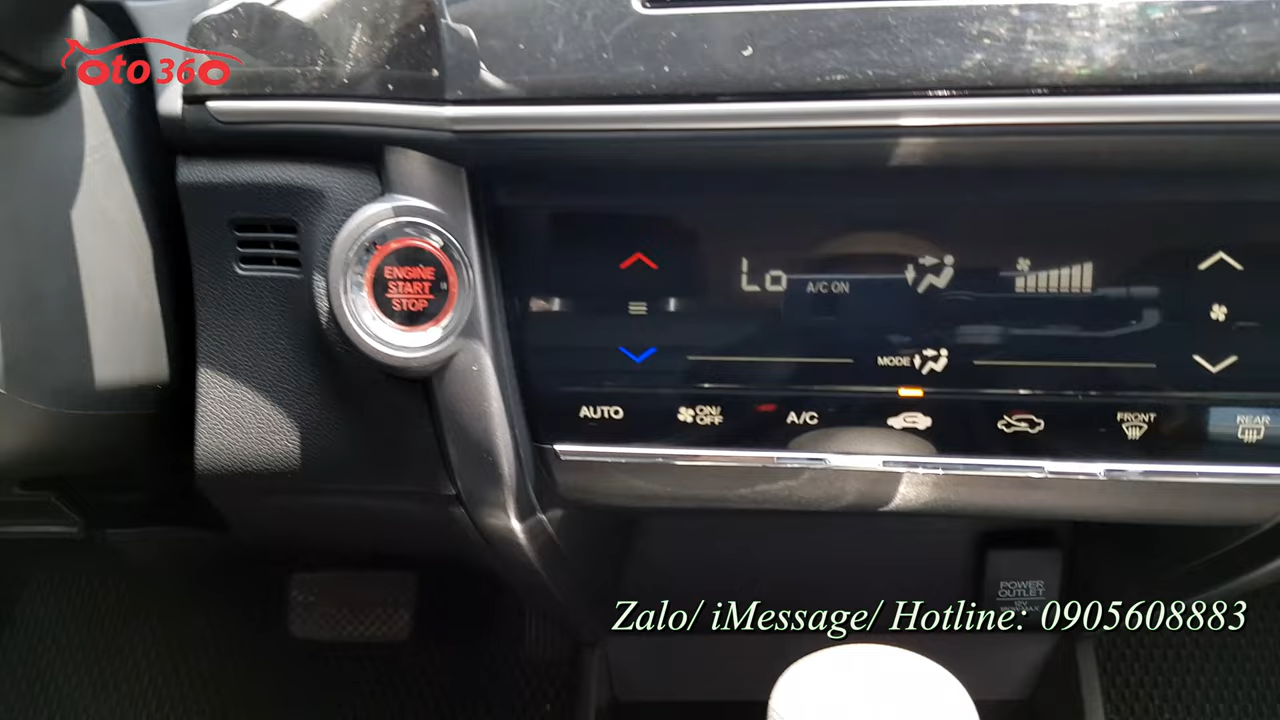 oto360
ENGINE
START
STOP
Lo
A/C ON
MODE
AUTO
ON/
OFF
A/C
FRONT
REAR
POWER
OUTLET
Zalo/ iMessage/ Hotline: 0905608883